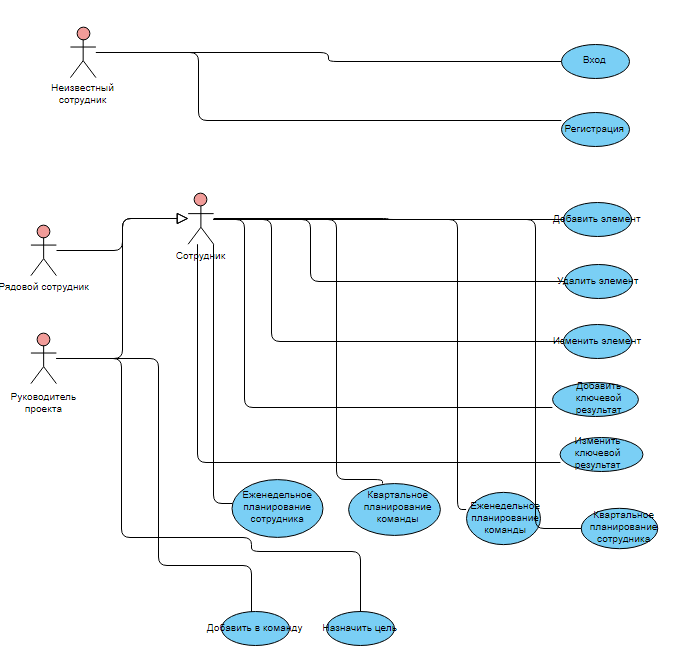 Неизвестный
сотрудник
Вход
Регистрация
Сотрудник
Рядовой сотрудник
Руководитель
проекта
Добавить элемент
Удалить элемент
Изменить элемент
Добавить
ключевой
результат
Изменить
ключевой
результат
Еженедельное
планирование
сотрудника
Квартальное
планирование
команды
Еженедельное
планирование
команды
Квартальное
планирование
сотрудника
Добавить в команду
Назначить цель